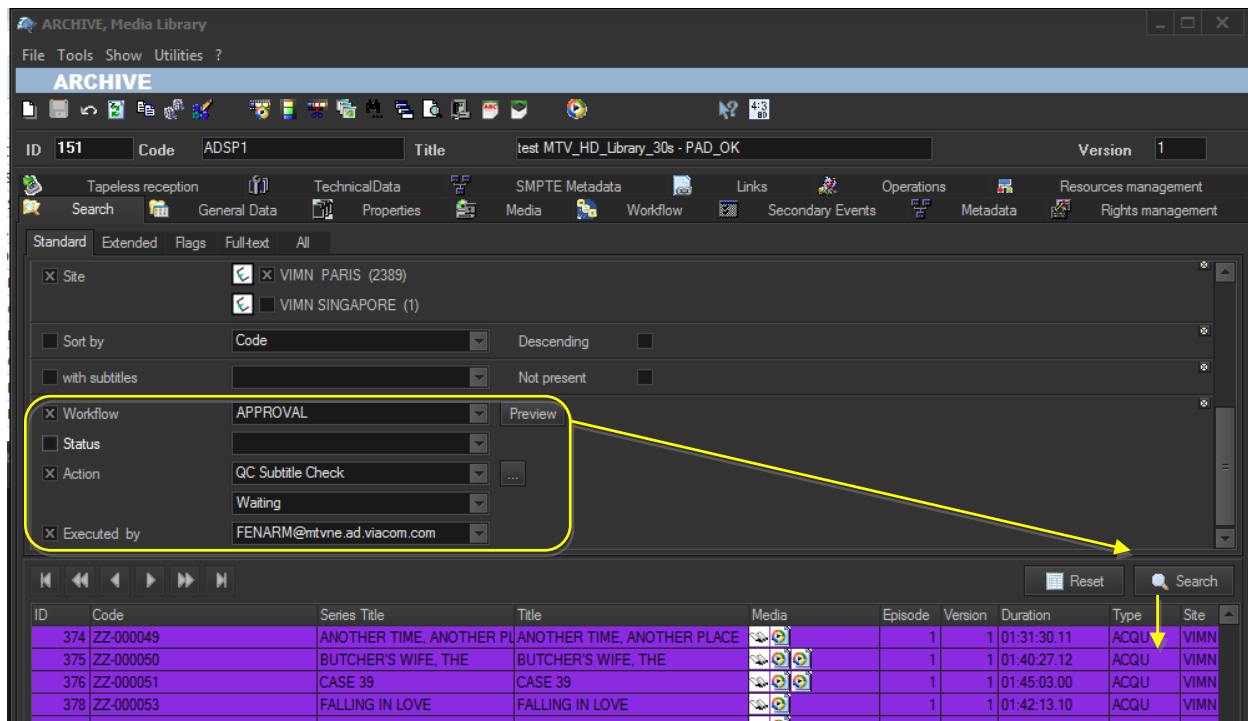 ARCHIVE, Media Library
File Tools Show Utilities ?
ARCHIVE
ID 151 Code ADSP1 Title test MTV_HD_Library_30s - PAD_OK Version 1
Tapeless reception TechnicalData SMPTE Metadata Links Operations Resources management
Search General Data Properties Media Workflow Secondary Events Metadata Rights management
Standard Extended Flags Full-text All
Site VIMN PARIS (2389)
VIMN SINGAPORE (1)
Sort by Code Descending
with subtitles Not present
Workflow APPROVAL Preview
Status
Action QC Subtitle Check ...
Waiting
Executed by FENARM@mtvne.ad.viacom.com
Reset Search
ID Code Series Title Title Media Episode Version Duration Type Site
374 ZZ-000049 ANOTHER TIME, ANOTHER PL ANOTHER TIME, ANOTHER PLACE 1 1 01:31:30.11 ACQU VIMN
375 ZZ-000050 BUTCHER'S WIFE, THE BUTCHER'S WIFE, THE 1 1 01:40:27.12 ACQU VIMN
376 ZZ-000051 CASE 39 CASE 39 1 1 01:45:03.00 ACQU VIMN
378 ZZ-000053 FALLING IN LOVE FALLING IN LOVE 1 1 01:42:13.10 ACQU VIMN